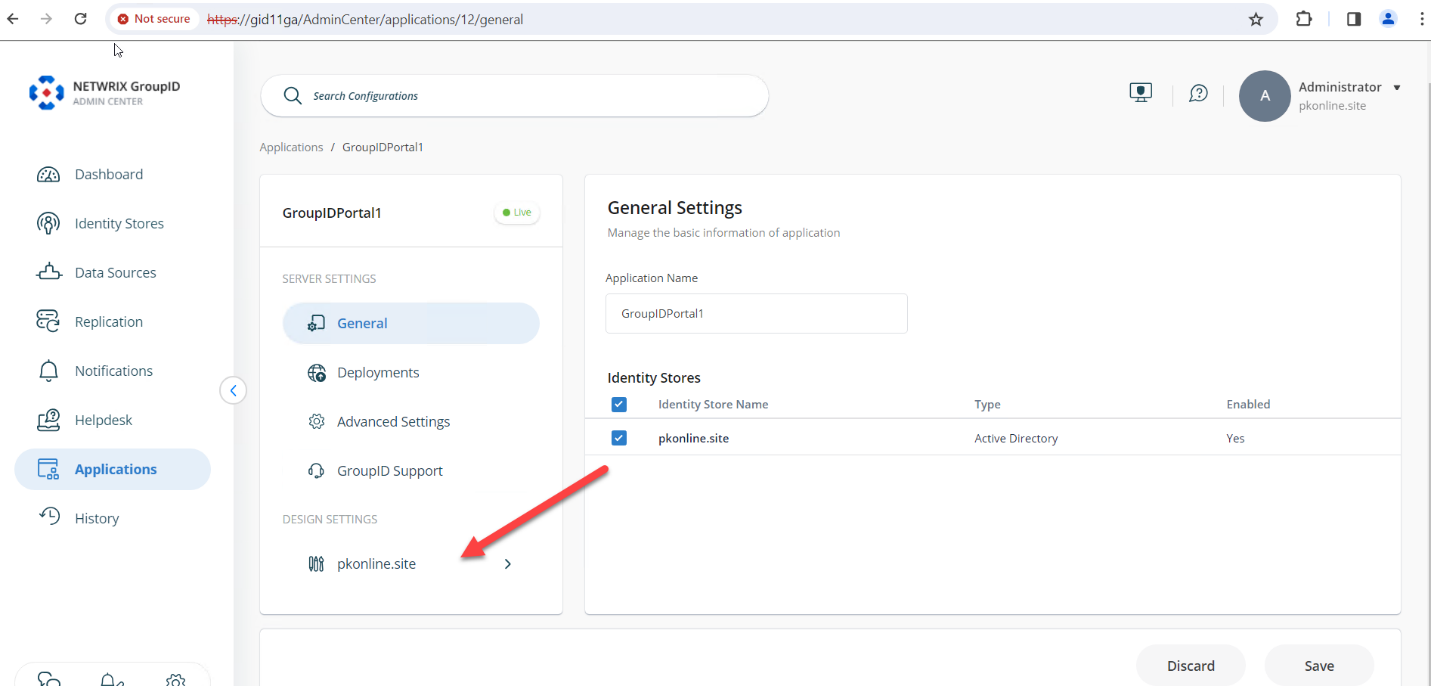 Not secure
https://gid11ga/AdminCenter/applications/12/general
NETWRIX GroupID
ADMIN CENTER
Search Configurations
A
Administrator
pkonline.site
Applications / GroupIDPortal1
Dashboard
Identity Stores
Data Sources
Replication
Notifications
Helpdesk
Applications
History
GroupIDPortal1
Live
SERVER SETTINGS
General
Deployments
Advanced Settings
GroupID Support
DESIGN SETTINGS
pkonline.site
General Settings
Manage the basic information of application
Application Name
GroupIDPortal1
Identity Stores
Identity Store Name Type Enabled
pkonline.site Active Directory Yes
Discard Save